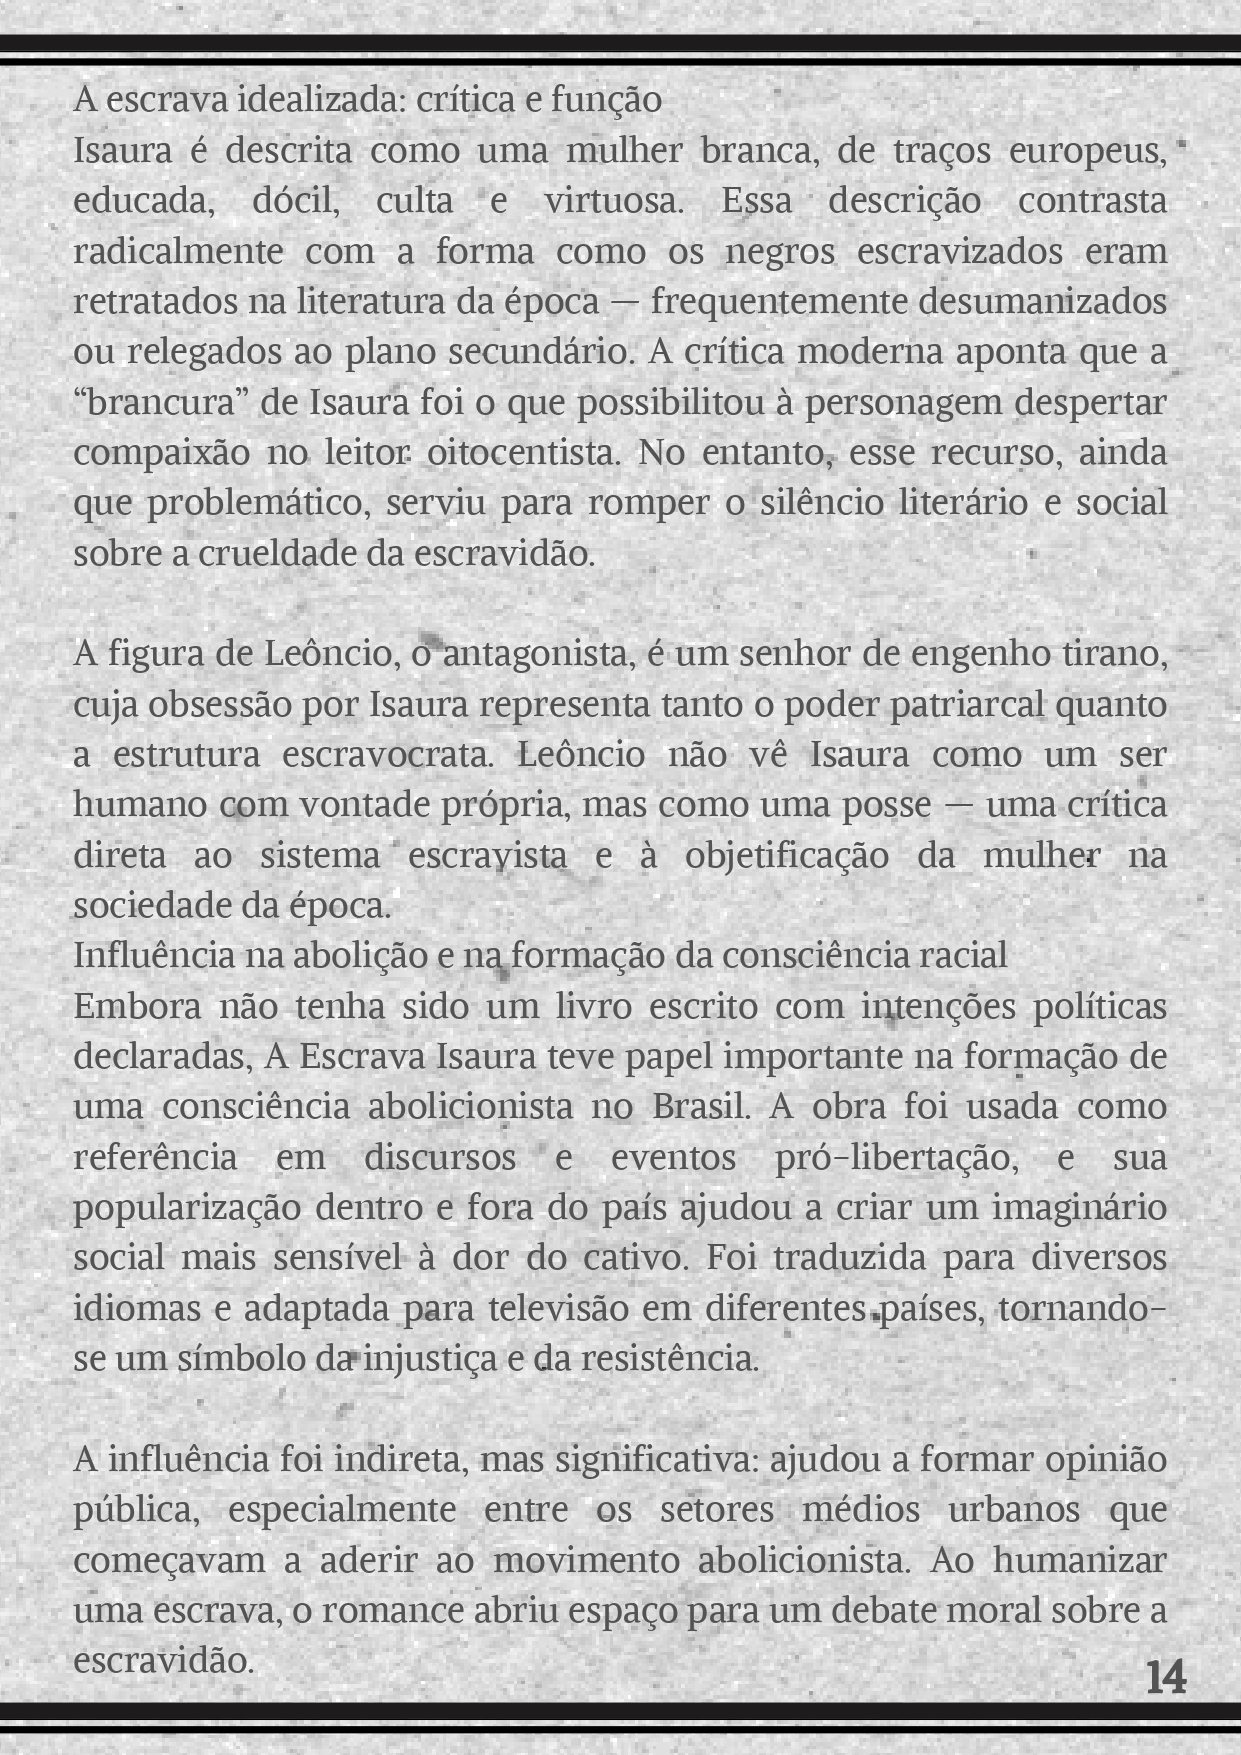 A escrava idealizada: crítica e função
Isaura é descrita como uma mulher branca, de traços europeus,
educada, dócil, culta e virtuosa. Essa descrição contrasta
radicalmente com a forma como os negros escravizados eram
retratados na literatura da época — frequentemente desumanizados
ou relegados ao plano secundário. A crítica moderna aponta que a
“brancura” de Isaura foi o que possibilitou à personagem despertar
compaixão no leitor oitocentista. No entanto, esse recurso, ainda
que problemático, serviu para romper o silêncio literário e social
sobre a crueldade da escravidão.
A figura de Leôncio, o antagonista, é um senhor de engenho tirano,
cuja obsessão por Isaura representa tanto o poder patriarcal quanto
a estrutura escravocrata. Leôncio não vê Isaura como um ser
humano com vontade própria, mas como uma posse — uma crítica
direta ao sistema escravista e à objetificação da mulher na
sociedade da época.
Influência na abolição e na formação da consciência racial
Embora não tenha sido um livro escrito com intenções políticas
declaradas, A Escrava Isaura teve papel importante na formação de
uma consciência abolicionista no Brasil. A obra foi usada como
referência em discursos e eventos pró-libertação, e sua
popularização dentro e fora do país ajudou a criar um imaginário
social mais sensível à dor do cativo. Foi traduzida para diversos
idiomas e adaptada para televisão em diferentes países, tornando-
se um símbolo da injustiça e da resistência.
A influência foi indireta, mas significativa: ajudou a formar opinião
pública, especialmente entre os setores médios urbanos que
começavam a aderir ao movimento abolicionista. Ao humanizar
uma escrava, o romance abriu espaço para um debate moral sobre a
escravidão.
14